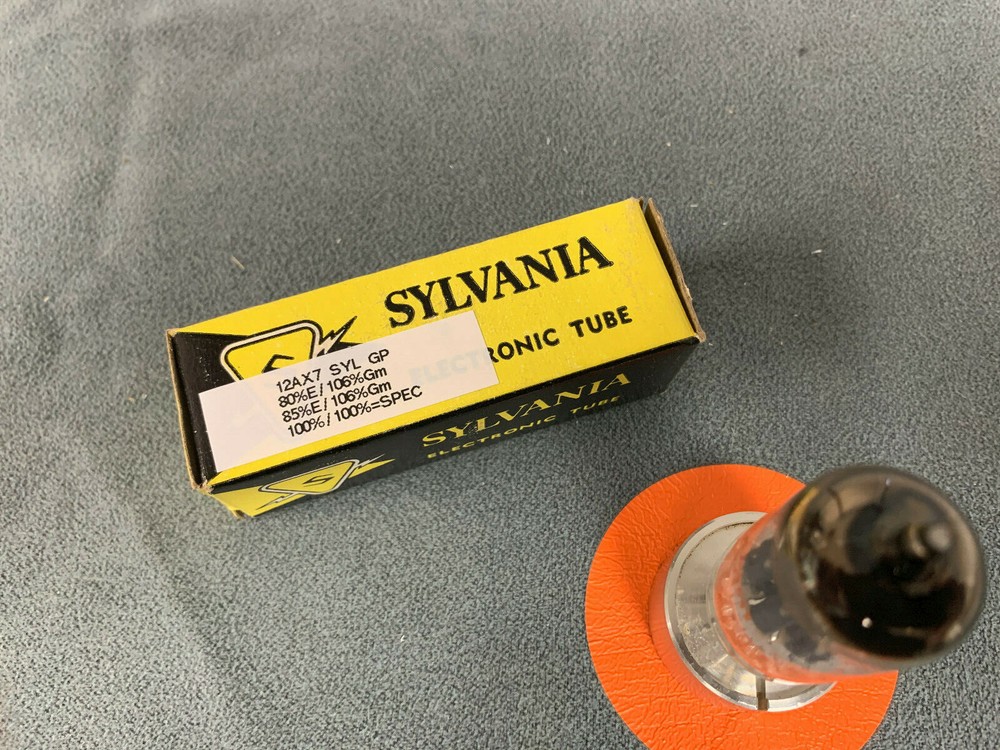 SYLVANIA
ELECTRONIC TUBE
12AX7 SYL GP
80%E/106%Gm
85%E/106%Gm
100%/100%=SPEC
SYLVANIA
ELECTRONIC TUBE
S